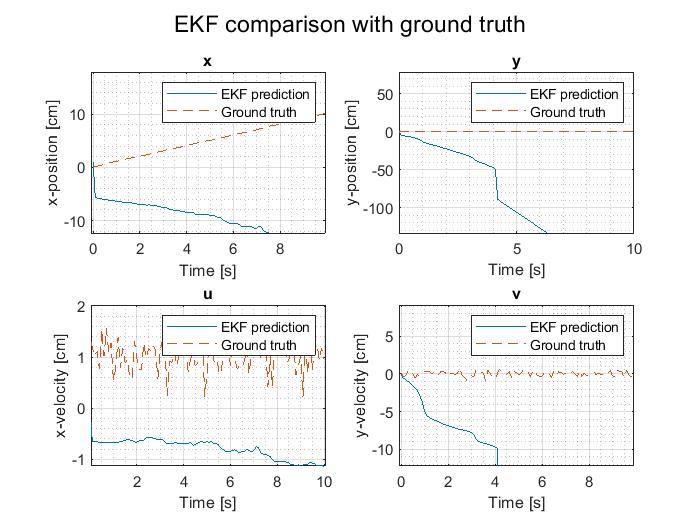 EKF comparison with ground truth
x
EKF prediction
Ground truth
10
0
-10
x-position [cm]
0 2 4 6 8
Time [s]
y
EKF prediction
Ground truth
50
0
-50
-100
y-position [cm]
0 5 10
Time [s]
u
EKF prediction
Ground truth
2
1
0
-1
x-velocity [cm]
2 4 6 8 10
Time [s]
v
EKF prediction
Ground truth
5
0
-5
-10
y-velocity [cm]
0 2 4 6 8
Time [s]